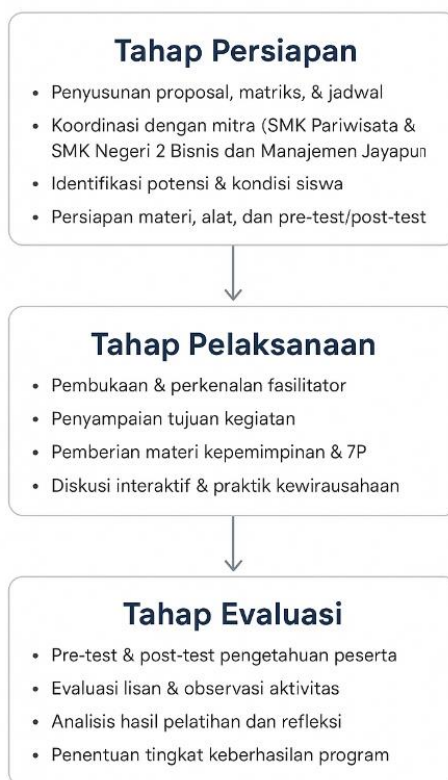 Tahap Persiapan
• Penyusunan proposal, matriks, & jadwal
• Koordinasi dengan mitra (SMK Pariwisata &
SMK Negeri 2 Bisnis dan Manajemen Jayapun
• Identifikasi potensi & kondisi siswa
• Persiapan materi, alat, dan pre-test/post-test
Tahap Pelaksanaan
• Pembukaan & perkenalan fasilitator
• Penyampaian tujuan kegiatan
• Pemberian materi kepemimpinan & 7P
• Diskusi interaktif & praktik kewirausahaan
Tahap Evaluasi
• Pre-test & post-test pengetahuan peserta
• Evaluasi lisan & observasi aktivitas
• Analisis hasil pelatihan dan refleksi
• Penentuan tingkat keberhasilan program